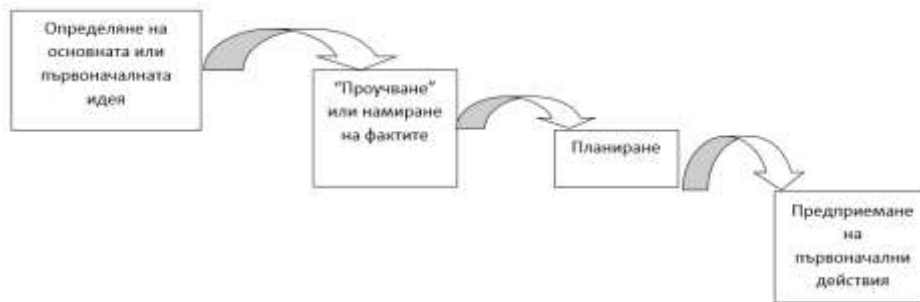 Определяне на
основната или
първоначалната
идея
"Проучване"
или намиране
на фактите
Планиране
Предприемане
на
първоначални
действия